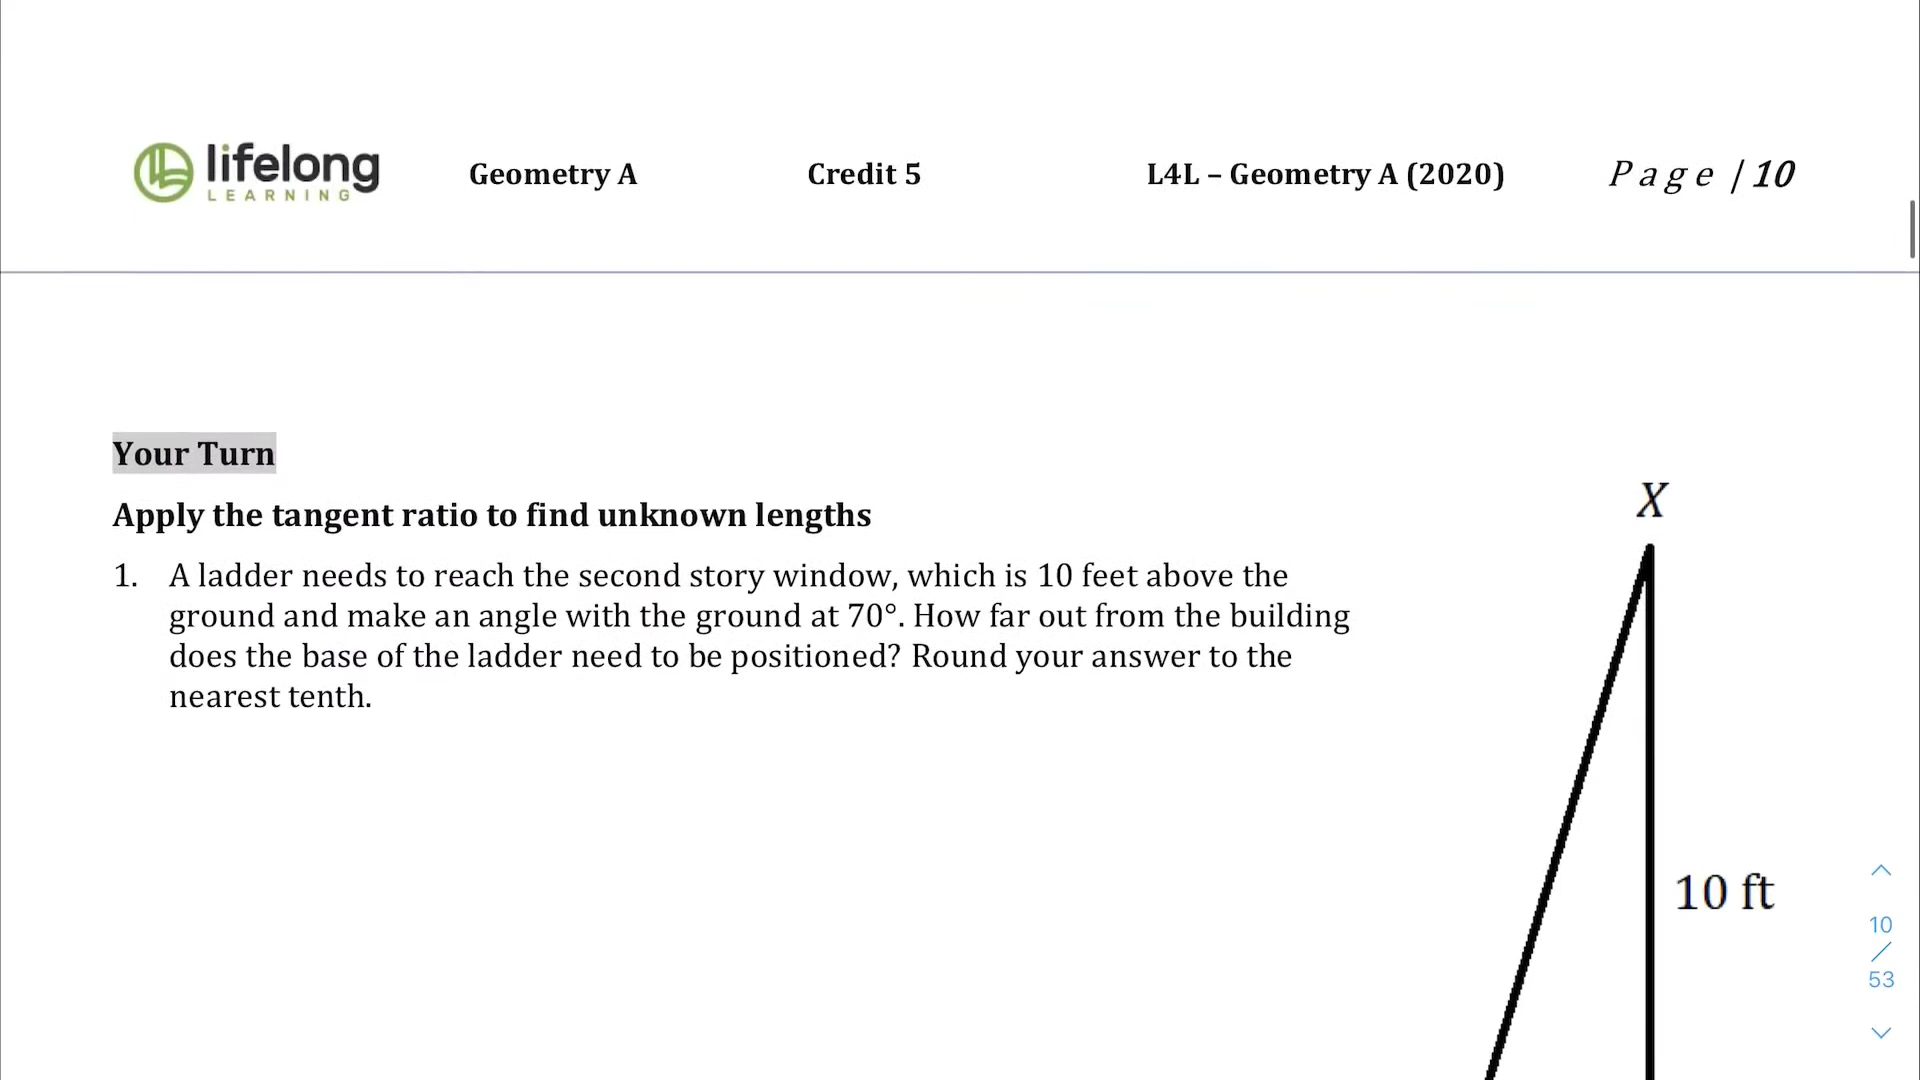 lifelong
LEARNING
Geometry A
Credit 5
L4L – Geometry A (2020)
Page | 10
Your Turn
Apply the tangent ratio to find unknown lengths
1. A ladder needs to reach the second story window, which is 10 feet above the
ground and make an angle with the ground at 70°. How far out from the building
does the base of the ladder need to be positioned? Round your answer to the
nearest tenth.
X
10 ft
10
/
53